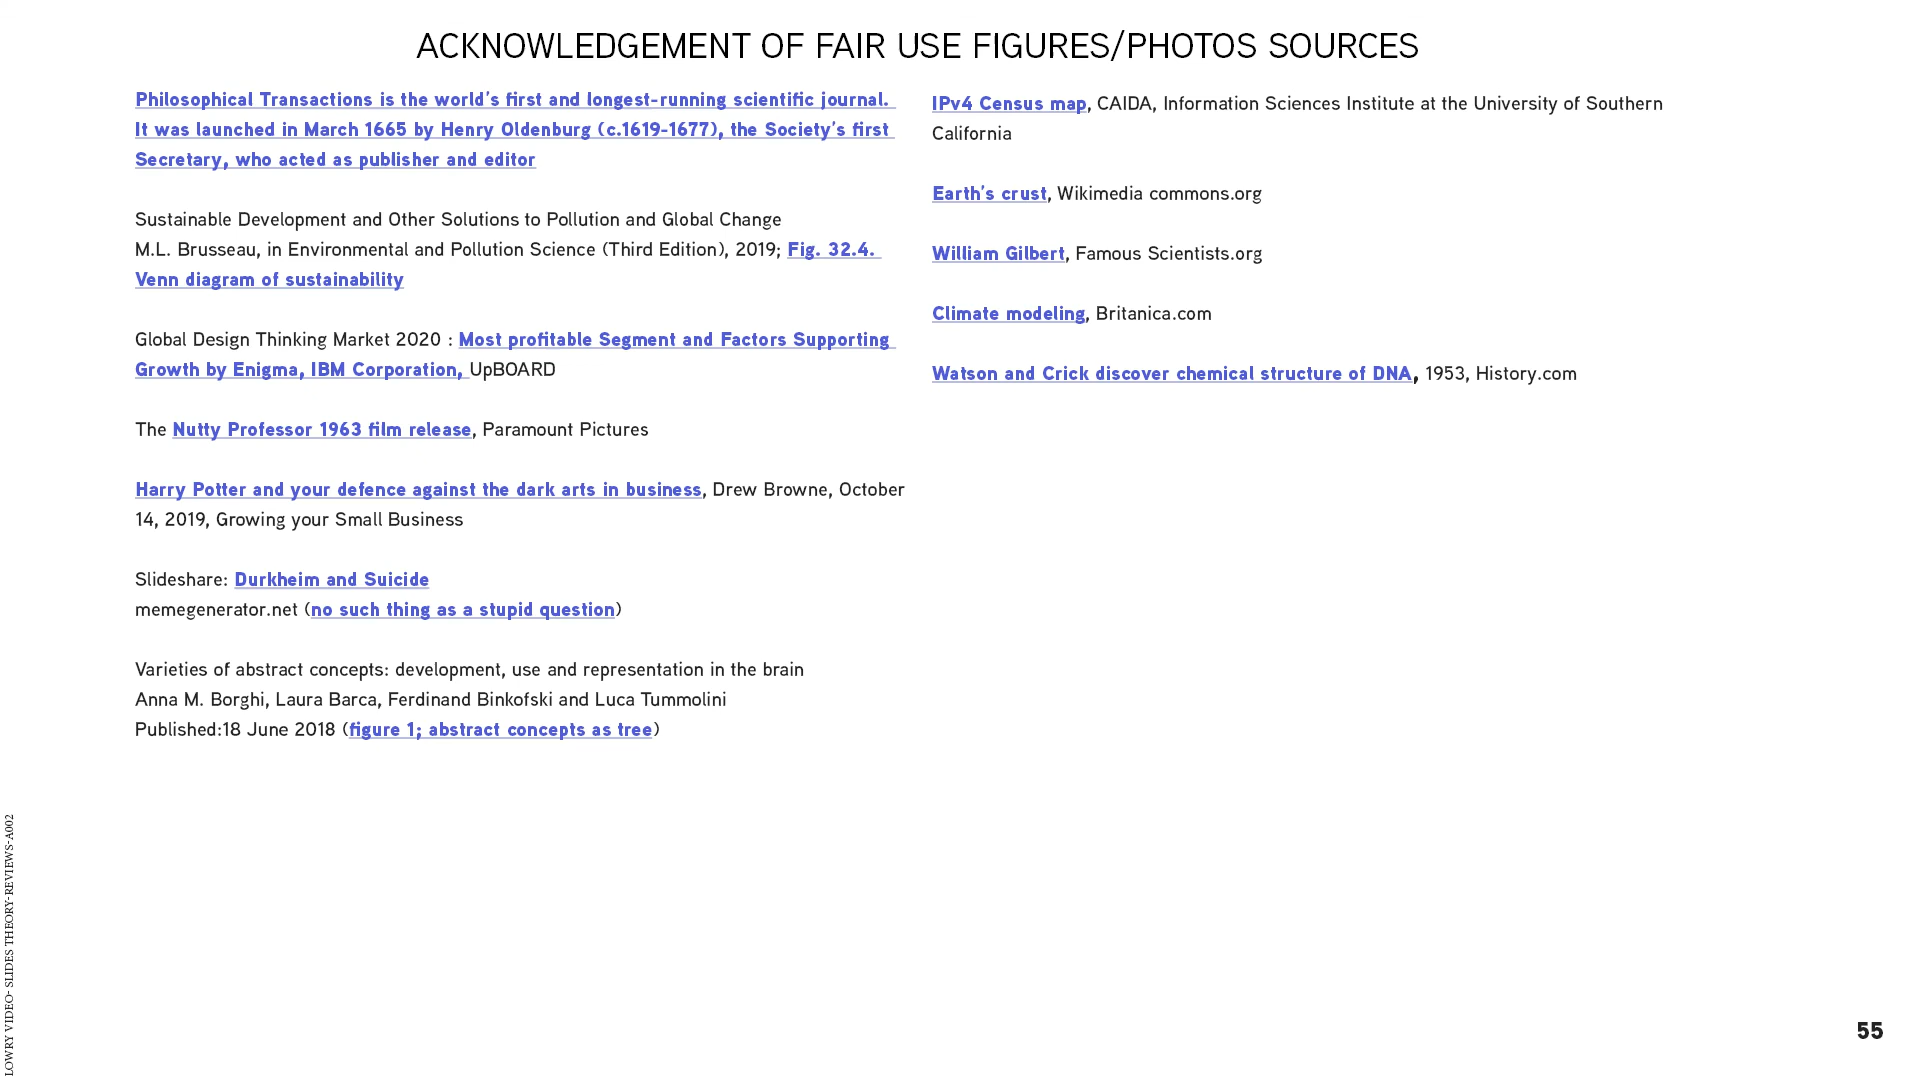 ACKNOWLEDGEMENT OF FAIR USE FIGURES/PHOTOS SOURCES
Philosophical Transactions is the world's first and longest-running scientific journal.
It was launched in March 1665 by Henry Oldenburg (c.1619-1677), the Society's first
Secretary, who acted as publisher and editor
Sustainable Development and Other Solutions to Pollution and Global Change
M.L. Brusseau, in Environmental and Pollution Science (Third Edition), 2019; Fig. 32.4.
Venn diagram of sustainability
Global Design Thinking Market 2020 : Most profitable Segment and Factors Supporting
Growth by Enigma, IBM Corporation, UpBOARD
The Nutty Professor 1963 film release, Paramount Pictures
Harry Potter and your defence against the dark arts in business, Drew Browne, October
14, 2019, Growing your Small Business
Slideshare: Durkheim and Suicide
memegenerator.net (no such thing as a stupid question)
Varieties of abstract concepts: development, use and representation in the brain
Anna M. Borghi, Laura Barca, Ferdinand Binkofski and Luca Tummolini
Published:18 June 2018 (figure 1; abstract concepts as tree)
IPv4 Census map, CAIDA, Information Sciences Institute at the University of Southern
California
Earth's crust, Wikimedia commons.org
William Gilbert, Famous Scientists.org
Climate modeling, Britanica.com
Watson and Crick discover chemical structure of DNA, 1953, History.com
LOWRY VIDEO- SLIDES THEORY-REVIEWS-A002
55